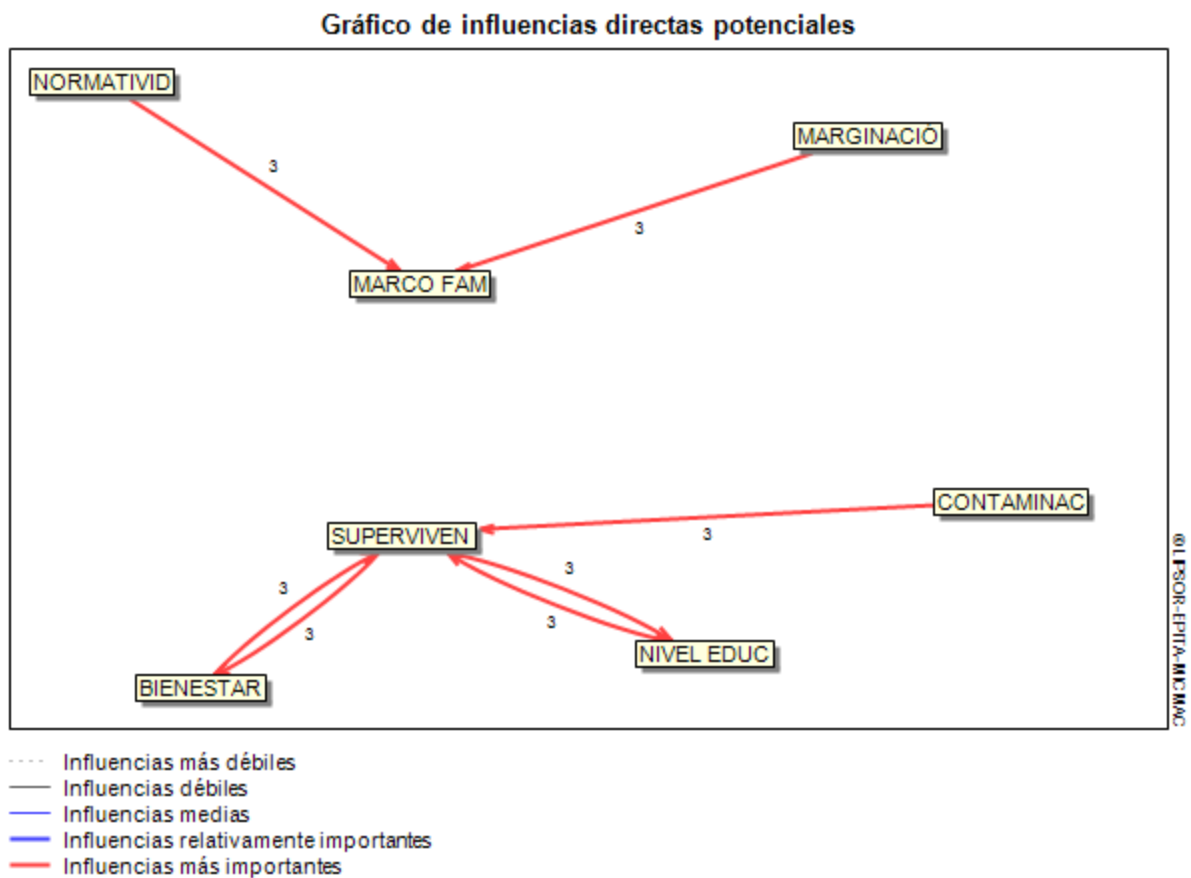 Gráfico de influencias directas potenciales
NORMATIVID
MARGINACIÓ
3
3
MARCO FAM
CONTAMINAC
SUPERVIVEN
3
3
3
3
3
NIVEL EDUC
BIENESTAR
©LIPSOR-EPITA-MICMAC
Influencias más débiles
Influencias débiles
Influencias medias
Influencias relativamente importantes
Influencias más importantes